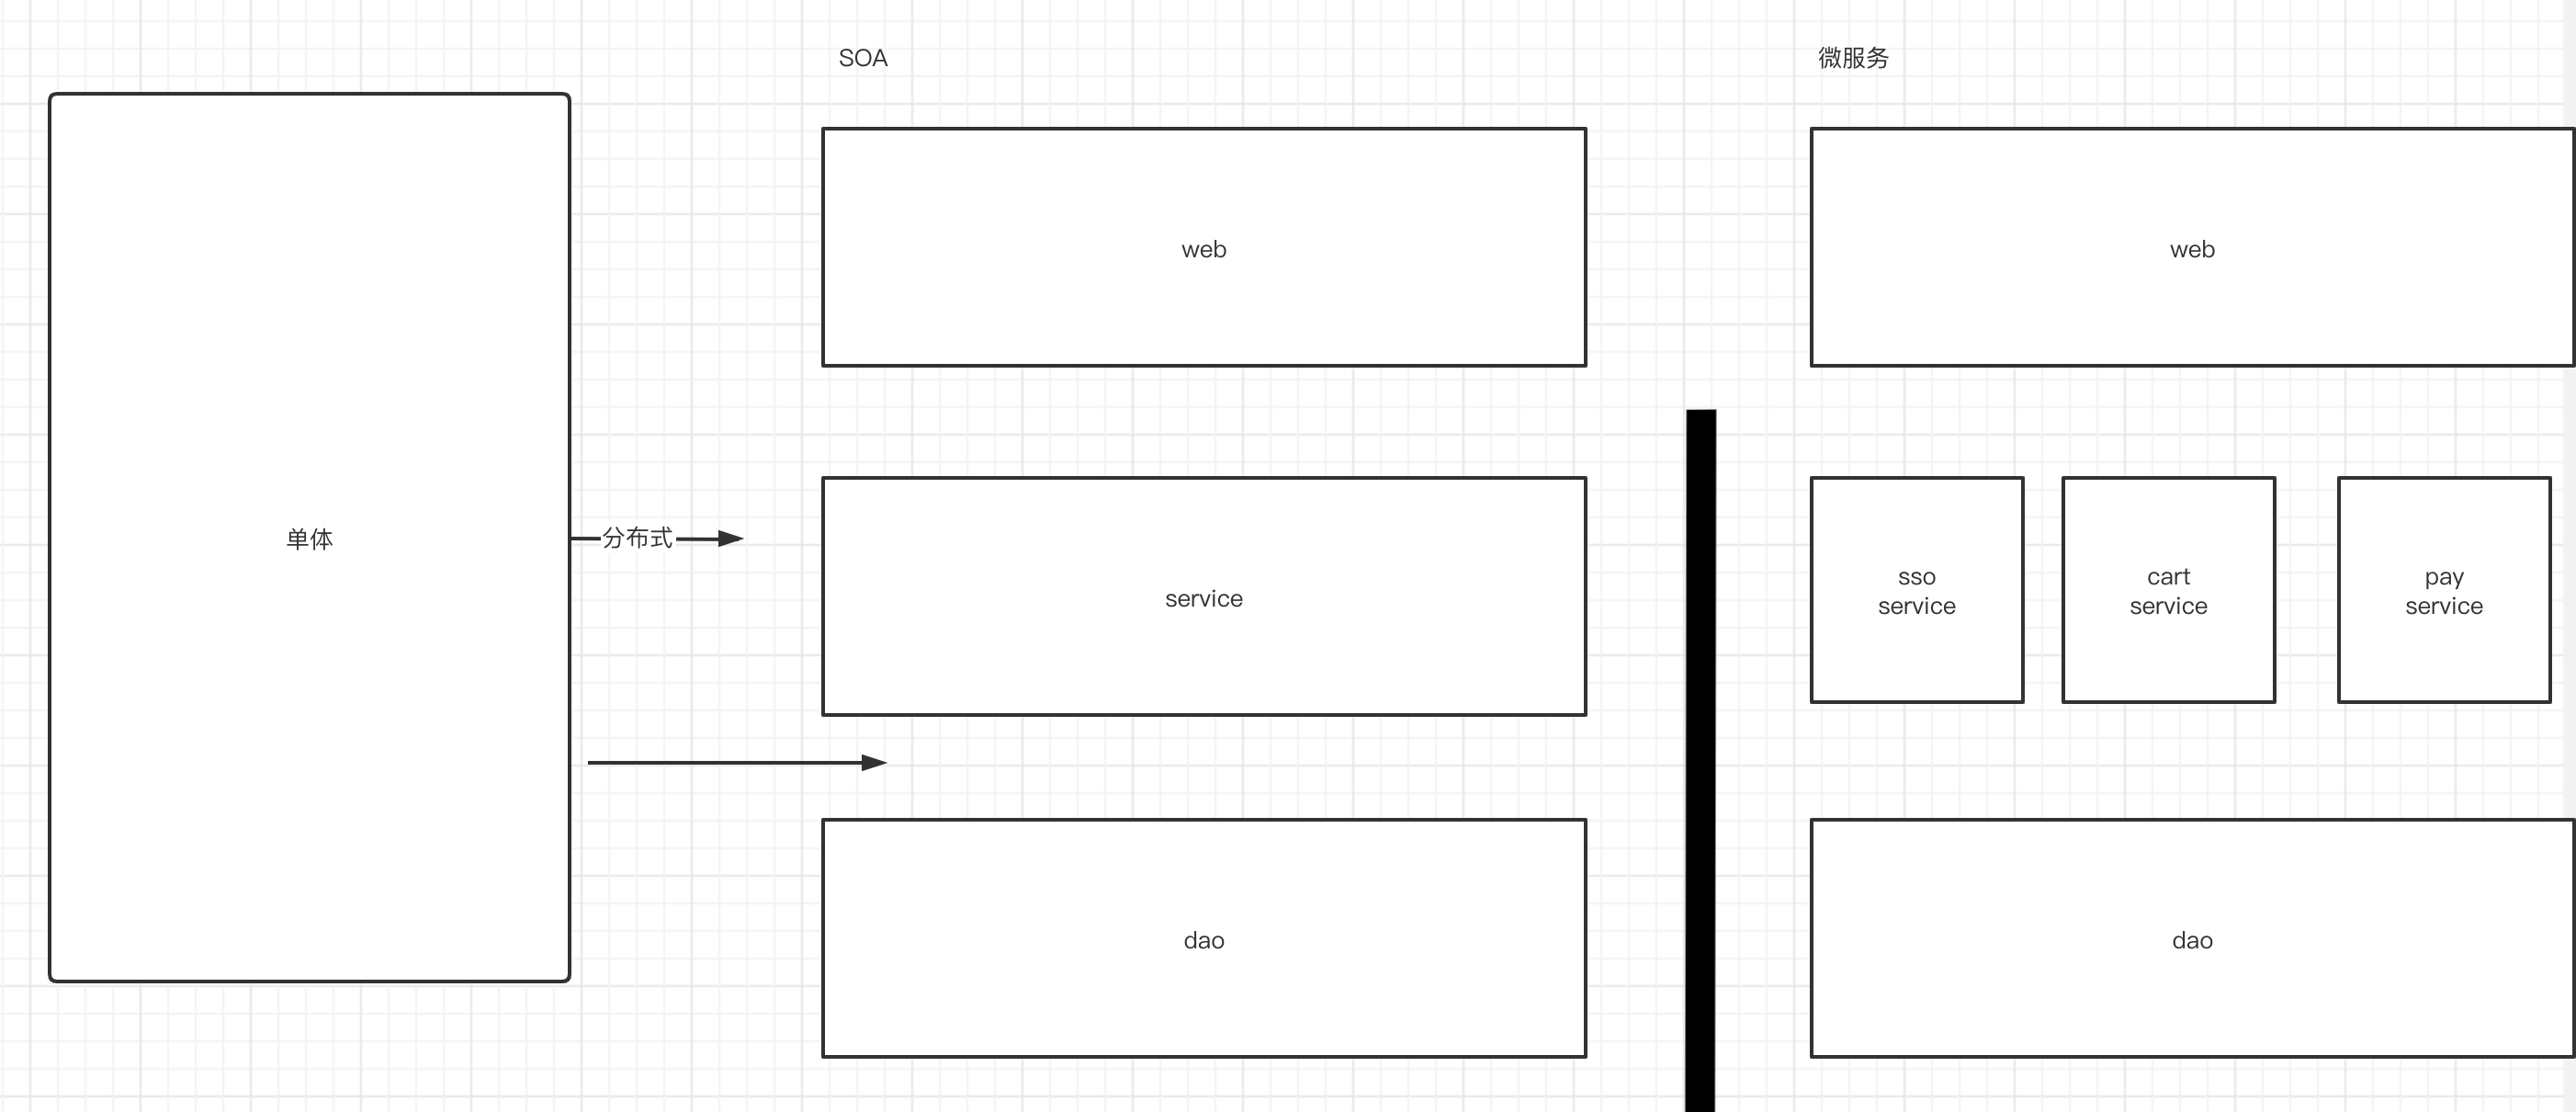 SOA
微服务
web
web
单体
分布式
service
sso
service
cart
service
pay
service
dao
dao